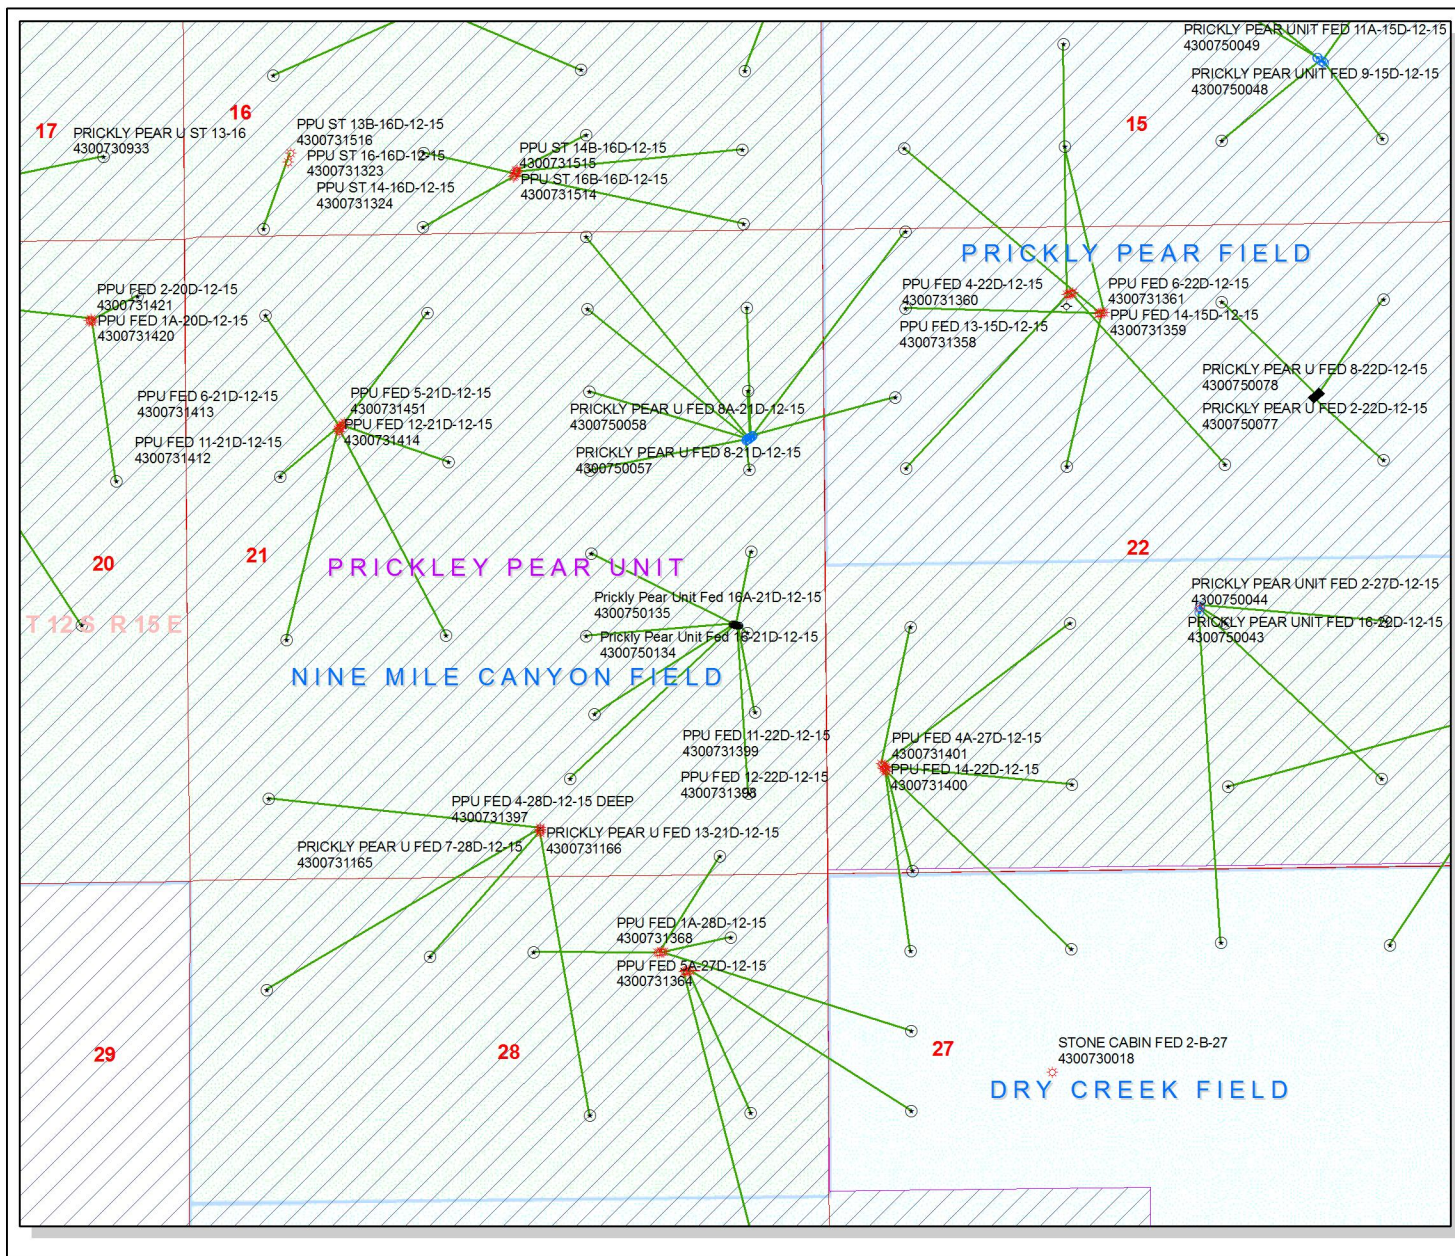 PRICKLY PEAR UNIT FED 11A-15D-12-15
4300750049
PRICKLY PEAR UNIT FED 9-15D-12-15
4300750048
16
15
17
PRICKLY PEAR U ST 13-16
4300730933
PPU ST 13B-16D-12-15
4300731516
PPU ST 16-16D-12-15
4300731323
PPU ST 14-16D-12-15
4300731324
PPU ST 14B-16D-12-15
4300731515
PPU ST 16B-16D-12-15
4300731514
PRICKLY PEAR FIELD
PPU FED 2-20D-12-15
4300731421
PPU FED 1A-20D-12-15
4300731420
PPU FED 4-22D-12-15
4300731360
PPU FED 6-22D-12-15
4300731361
PPU FED 14-15D-12-15
4300731359
PPU FED 13-15D-12-15
4300731358
PPU FED 6-21D-12-15
4300731413
PPU FED 11-21D-12-15
4300731412
PPU FED 5-21D-12-15
4300731451
PPU FED 12-21D-12-15
4300731414
PRICKLY PEAR U FED 8A-21D-12-15
4300750058
PRICKLY PEAR U FED 8-21D-12-15
4300750057
PRICKLY PEAR U FED 8-22D-12-15
4300750078
PRICKLY PEAR U FED 2-22D-12-15
4300750077
20
21
PRICKLEY PEAR UNIT
22
T 12 S R 15 E
Prickly Pear Unit Fed 16A-21D-12-15
4300750135
Prickly Pear Unit Fed 16-21D-12-15
4300750134
PRICKLY PEAR UNIT FED 2-27D-12-15
4300750044
PRICKLY PEAR UNIT FED 16-22D-12-15
4300750043
NINE MILE CANYON FIELD
PPU FED 11-22D-12-15
4300731399
PPU FED 12-22D-12-15
4300731398
PPU FED 4A-27D-12-15
4300731401
PPU FED 14-22D-12-15
4300731400
PPU FED 4-28D-12-15 DEEP
4300731397
PRICKLY PEAR U FED 13-21D-12-15
4300731166
PRICKLY PEAR U FED 7-28D-12-15
4300731165
PPU FED 1A-28D-12-15
4300731368
PPU FED 5A-27D-12-15
4300731364
29
28
27
STONE CABIN FED 2-B-27
4300730018
DRY CREEK FIELD